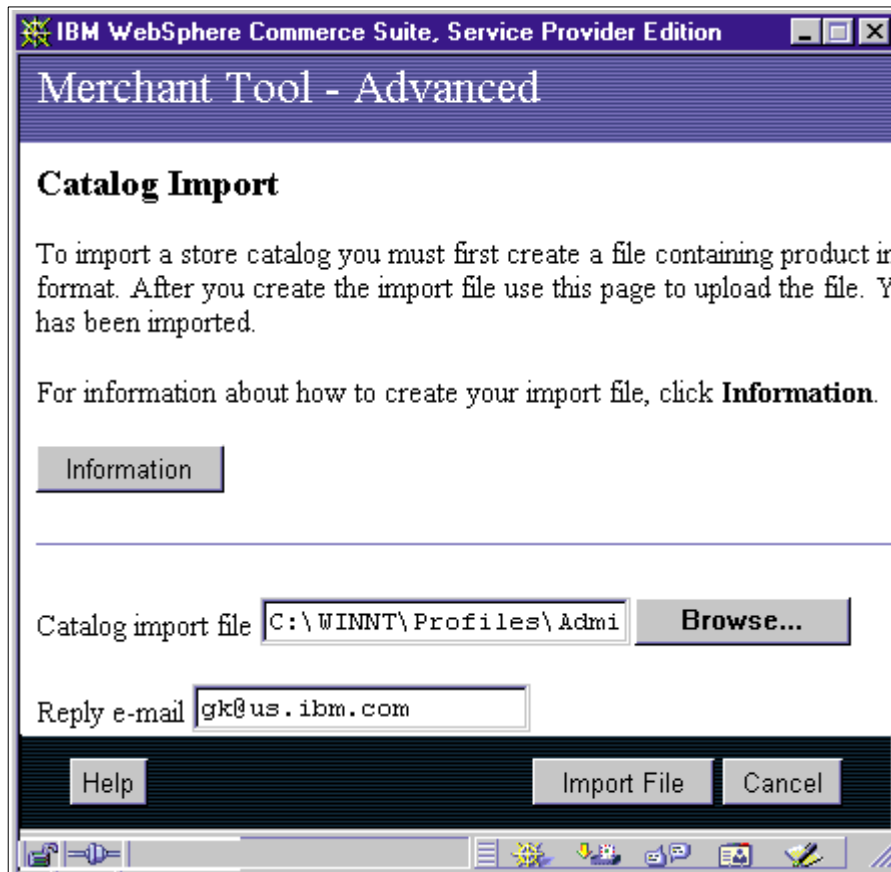 IBM WebSphere Commerce Suite, Service Provider Edition
Merchant Tool - Advanced
Catalog Import
To import a store catalog you must first create a file containing product in
format. After you create the import file use this page to upload the file. Y
has been imported.
For information about how to create your import file, click Information.
Information
Catalog import file C:\WINNT\Profiles\Admi Browse...
Reply e-mail gk@us.ibm.com
Help Import File Cancel